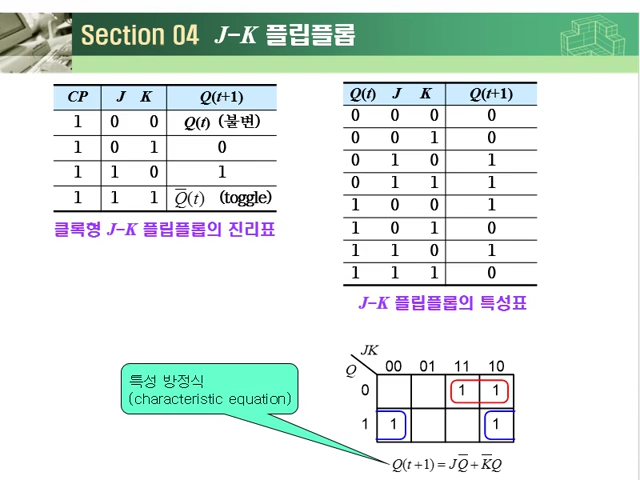 Section 04 J-K 플립플롭
CP J K Q(t+1)
1 0 0 Q(t) (불변)
1 0 1 0
1 1 0 1
1 1 1 Q̅(t) (toggle)
클록형 J-K 플립플롭의 진리표
Q(t) J K Q(t+1)
0 0 0 0
0 0 1 0
0 1 0 1
0 1 1 1
1 0 0 1
1 0 1 0
1 1 0 1
1 1 1 0
J-K 플립플롭의 특성표
특성 방정식
(characteristic equation)
JK
Q
00 01 11 10
0 1 1
1 1 1
Q(t+1) = JQ̅ + K̅Q